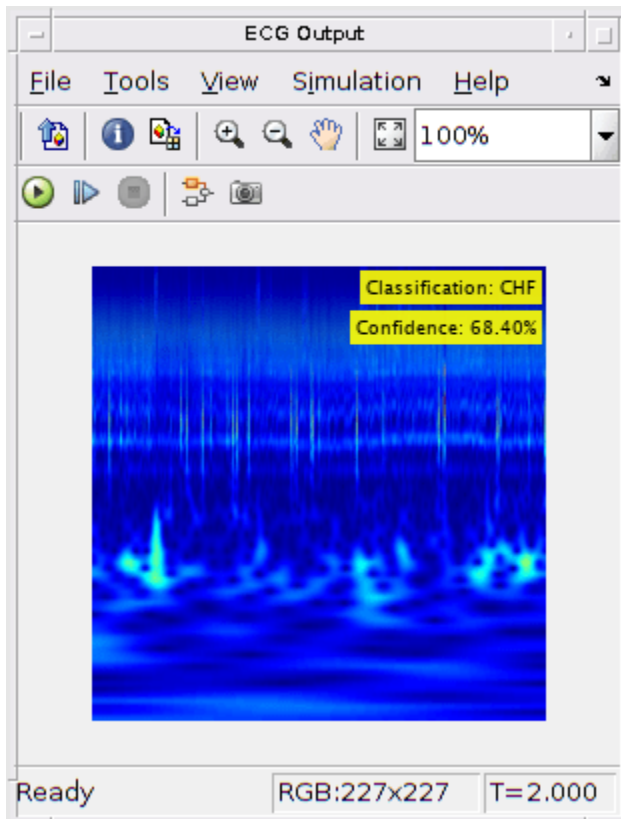 ECG Output
File Tools View Simulation Help
100%
Classification: CHF
Confidence: 68.40%
Ready RGB:227x227 T=2.000